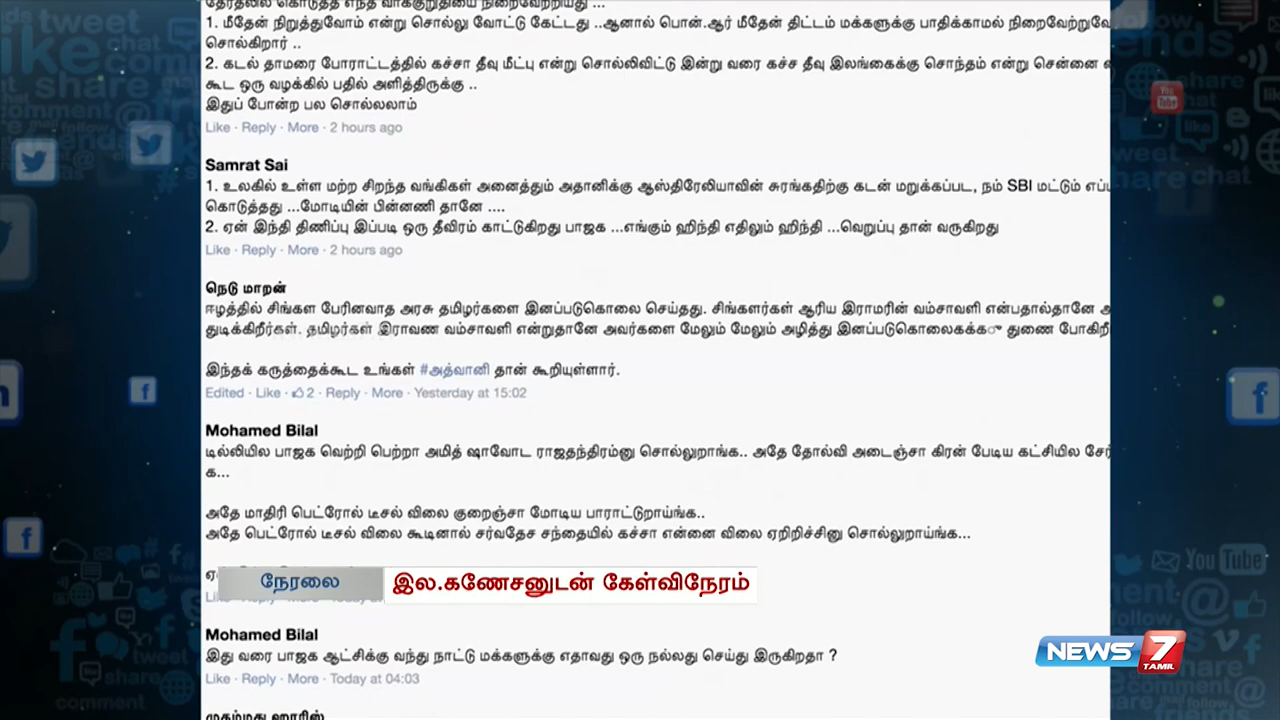 தேர்தலில் கொடுத்த எந்த வாக்குறுதியை நிறைவேற்றியது ...
1. மீதேன் நிறுத்துவோம் என்று சொல்லு வோட்டு கேட்டது ..ஆனால் பொன்.ஆர் மீதேன் திட்டம் மக்களுக்கு பாதிக்காமல்
சொல்கிறார் ..
2. கடல் தாமரை போராட்டத்தில் கச்சா தீவு மீட்பு என்று சொல்லிவிட்டு இன்று வரை கச்ச தீவு இலங்கைக்கு சொந்தம் என்று சென்னை
கூட ஒரு வழக்கில் பதில் அளித்திருக்கு ..
இதுப் போன்ற பல சொல்லலாம்
Like · Reply · More · 2 hours ago
Samrat Sai
1. உலகில் உள்ள மற்ற சிறந்த வங்கிகள் அனைத்தும் அதானிக்கு ஆஸ்திரேலியாவின் சுரங்கதிற்கு கடன் மறுக்கப்பட, நம் SBI மட்டும்
கொடுத்தது ...மோடியின் பின்னணி தானே ....
2. ஏன் இந்தி திணிப்பு இப்படி ஒரு தீவிரம் காட்டுகிறது பாஜக ...எங்கும் ஹிந்தி எதிலும் ஹிந்தி ...வெறுப்பு தான் வருகிறது
Like · Reply · More · 2 hours ago
நெடு மாறன்
ஈழத்தில் சிங்கள பேரினவாத அரசு தமிழர்களை இனப்படுகொலை செய்தது. சிங்களர்கள் ஆரிய இராமரின் வம்சாவளி என்பதால்தானே
துடிக்கிறீர்கள். தமிழர்கள் இராவண வம்சாவளி என்றுதானே அவர்களை மேலும் மேலும் அழித்து இனப்படுகொலைகக்கு துணை
இந்தக் கருத்தைக்கூட உங்கள் #அத்வானி தான் கூறியுள்ளார்.
Edited · Like · 2 · Reply · More · Yesterday at 15:02
Mohamed Bilal
டில்லியில பாஜக வெற்றி பெற்றா அமித் ஷாவோட ராஜதந்திரம்னு சொல்லுறாங்க.. அதே தோல்வி அடைஞ்சா கிரன் பேடிய கட்சியில
க...
அதே மாதிரி பெட்ரோல் டீசல் விலை குறைஞ்சா மோடிய பாராட்டுறாய்ங்க..
அதே பெட்ரோல் டீசல் விலை கூடினால் சர்வதேச சந்தையில் கச்சா என்னை விலை ஏறிறிச்சினு சொல்லுறாய்ங்க...
நேரலை இல.கணேசனுடன் கேள்விநேரம்
Mohamed Bilal
இது வரை பாஜக ஆட்சிக்கு வந்து நாட்டு மக்களுக்கு எதாவது ஒரு நல்லது செய்து இருகிறதா ?
Like · Reply · More · Today at 04:03
NEWS 7
TAMIL
முகம்மது ஹாரிஸ்